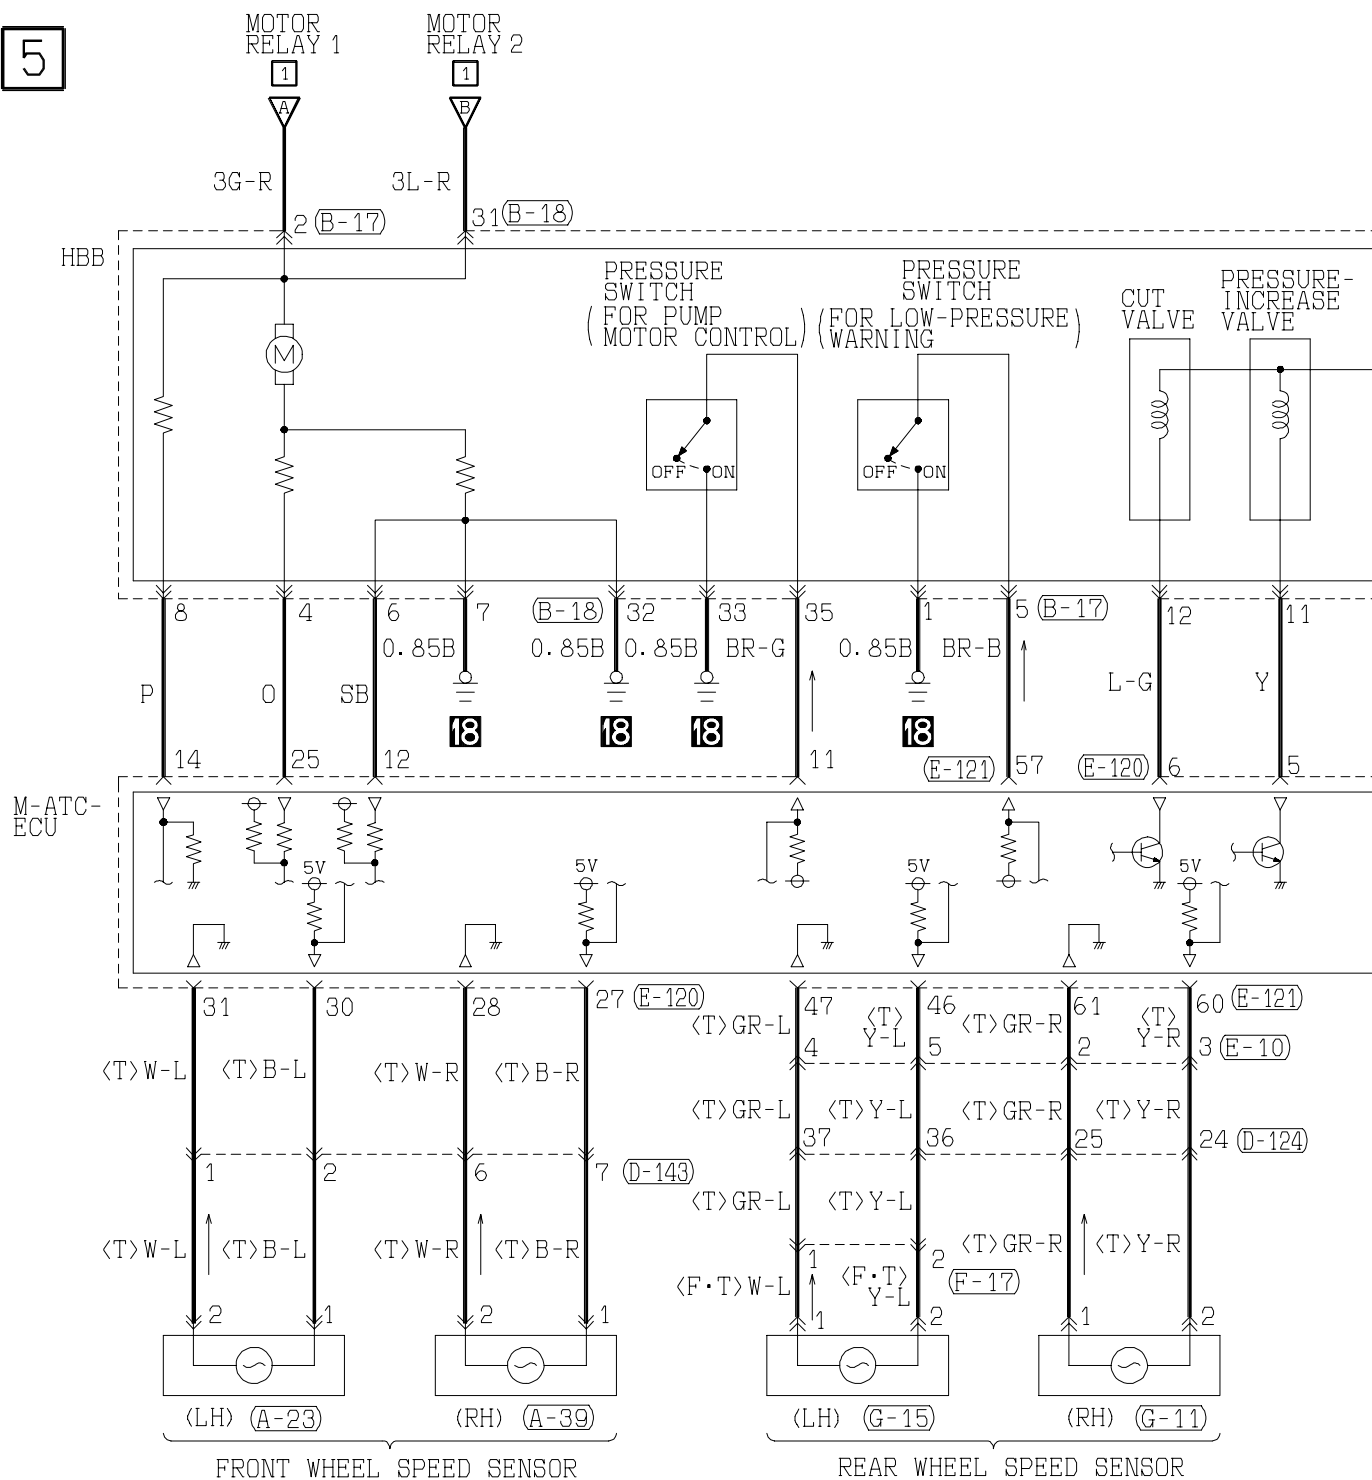 5
MOTOR
RELAY 1
MOTOR
RELAY 2
1
1
A
B
3G-R
3L-R
2
B-17
31
B-18
HBB
PRESSURE
SWITCH
(FOR PUMP
MOTOR CONTROL)
PRESSURE
SWITCH
(FOR LOW-PRESSURE
WARNING)
CUT
VALVE
PRESSURE-
INCREASE
VALVE
M
OFF
ON
OFF
ON
8
4
6
7
B-18
32
33
35
1
5
B-17
12
11
0.85B
0.85B
0.85B
BR-G
0.85B
BR-B
P
O
SB
L-G
Y
18
18
18
18
14
25
12
11
E-121
57
E-120
6
5
M-ATC-
ECU
5V
5V
5V
5V
31
30
28
27
E-120
47
46
61
60
E-121
<T>GR-L
<T>
Y-L
<T>GR-R
<T>
Y-R
4
5
2
3
E-10
<T>W-L
<T>B-L
<T>W-R
<T>B-R
<T>GR-L
<T>Y-L
<T>GR-R
<T>Y-R
37
36
25
24
D-124
1
2
6
7
D-143
<T>GR-L
<T>Y-L
<T>W-L
<T>B-L
<T>W-R
<T>B-R
<T>GR-R
<T>Y-R
1
2
F-17
<F·T>W-L
<F·T>
Y-L
2
1
2
1
1
2
1
2
<LH>
A-23
<RH>
A-39
<LH>
G-15
<RH>
G-11
FRONT WHEEL SPEED SENSOR
REAR WHEEL SPEED SENSOR